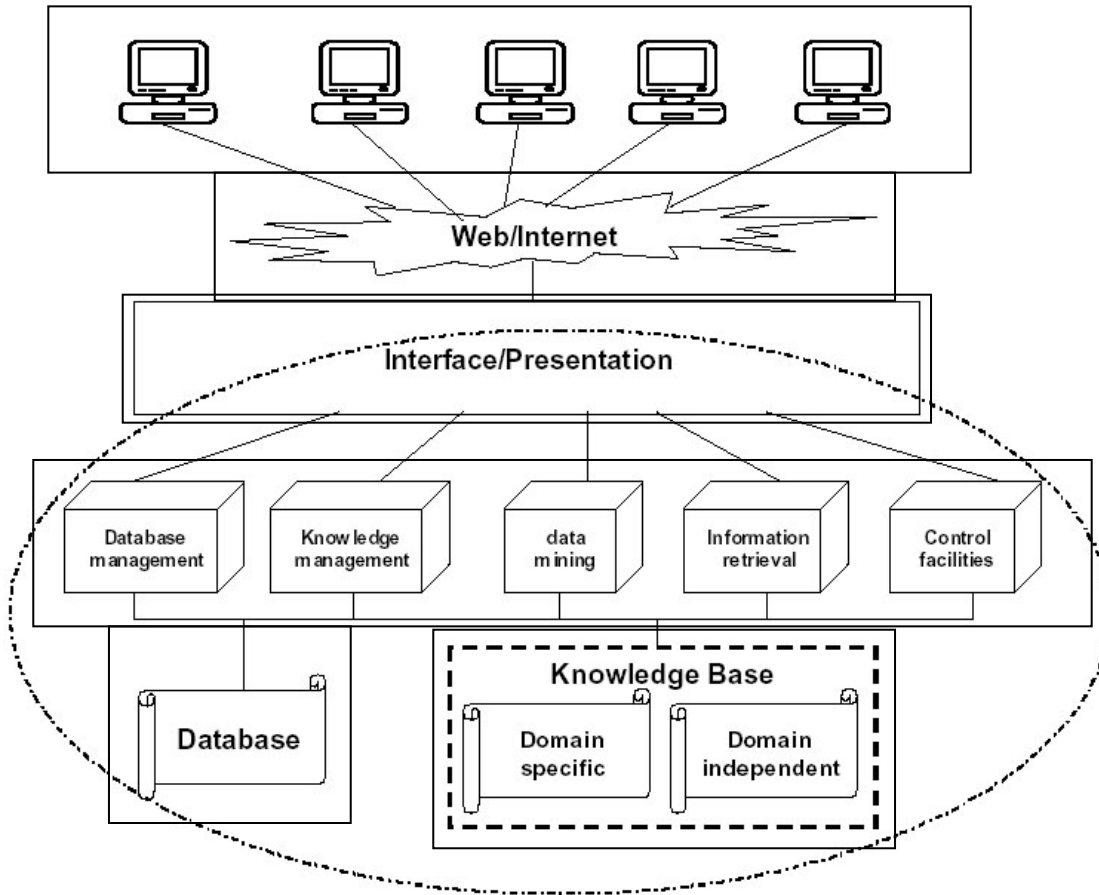 Web/Internet
Interface/Presentation
Database
management
Knowledge
management
data
mining
Information
retrieval
Control
facilities
Database
Knowledge Base
Domain
specific
Domain
independent